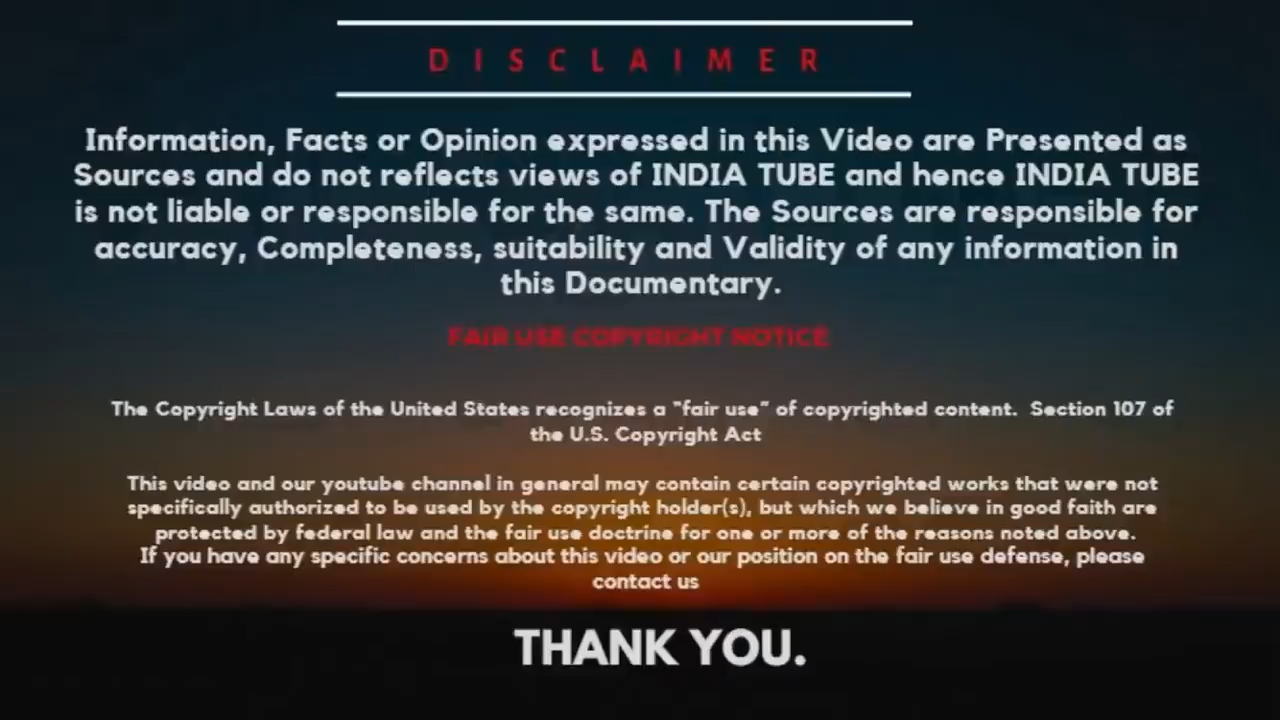 DISCLAIMER
Information, Facts or Opinion expressed in this Video are Presented as
Sources and do not reflects views of INDIA TUBE and hence INDIA TUBE
is not liable or responsible for the same. The Sources are responsible for
accuracy, Completeness, suitability and Validity of any information in
this Documentary.
FAIR USE COPYRIGHT NOTICE
The Copyright Laws of the United States recognizes a "fair use" of copyrighted content. Section 107 of
the U.S. Copyright Act
This video and our youtube channel in general may contain certain copyrighted works that were not
specifically authorized to be used by the copyright holder(s), but which we believe in good faith are
protected by federal law and the fair use doctrine for one or more of the reasons noted above.
If you have any specific concerns about this video or our position on the fair use defense, please
contact us
THANK YOU.